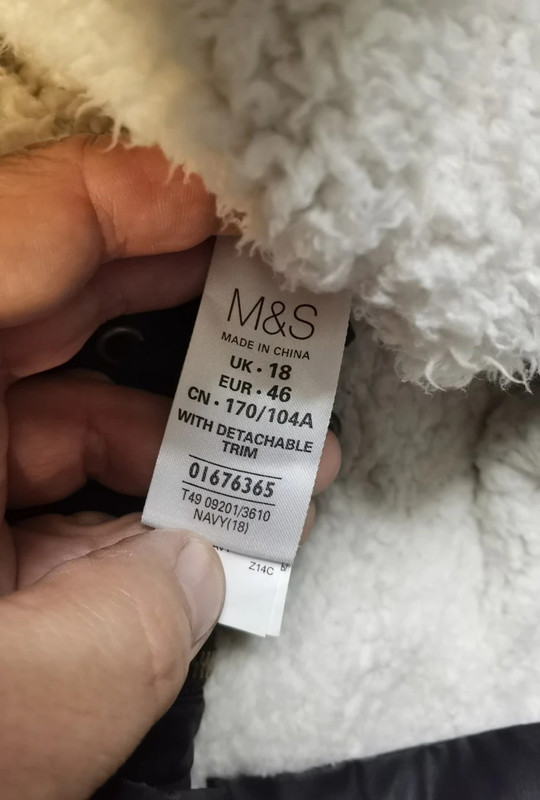 M&S
MADE IN CHINA
UK · 18
EUR · 46
CN · 170/104A
WITH DETACHABLE
TRIM
01676365
T49 09201/3610
NAVY(18)
Z14C